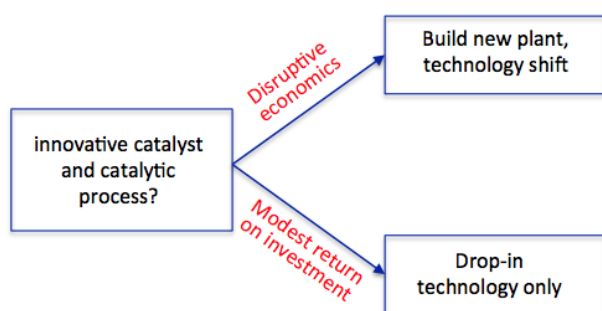 innovative catalyst
and catalytic
process?
Disruptive
economics
Build new plant,
technology shift
Modest return
on investment
Drop-in
technology only